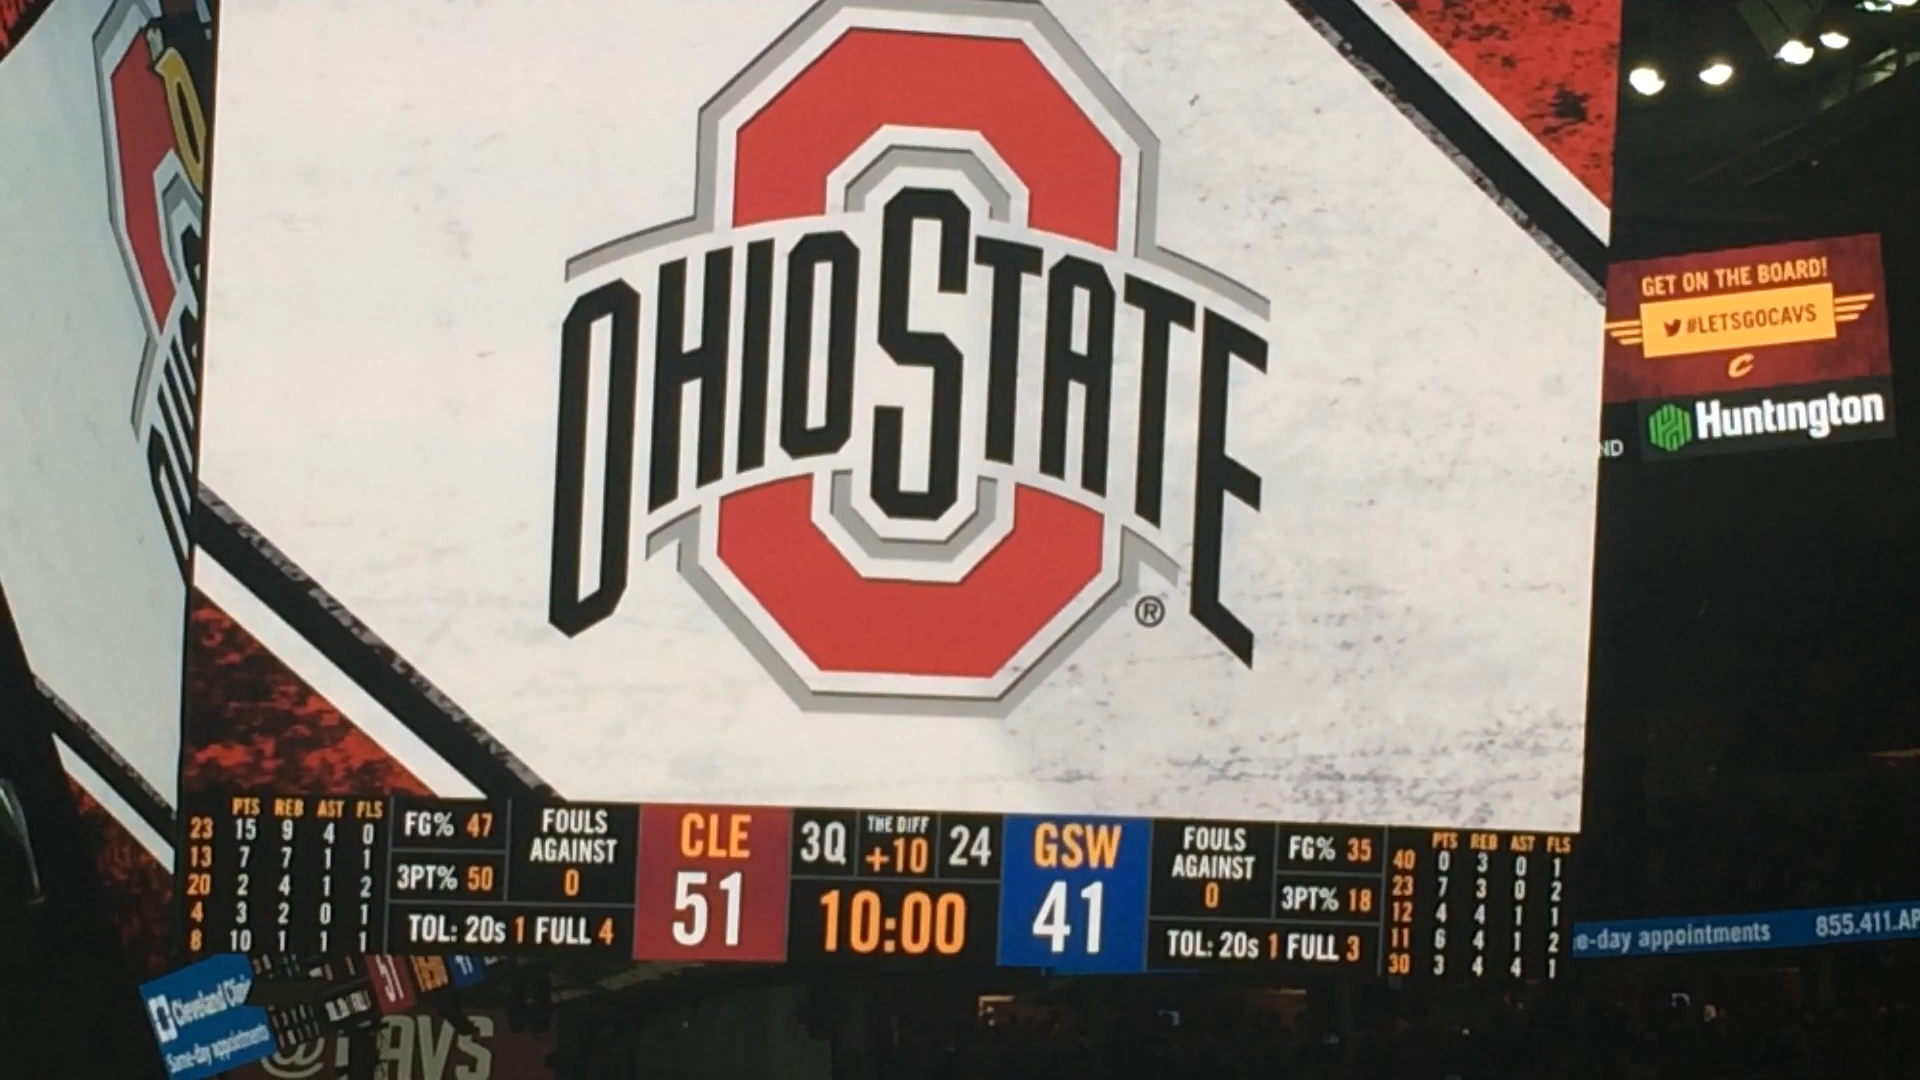 OHIO STATE
®
GET ON THE BOARD!
#LETSGOCAVS
C
ND
Huntington
PTS REB AST FLS
23 15 9 4 0
13 7 7 1 1
20 2 4 1 2
4 3 2 0 1
8 10 1 1 1
FG% 47
3PT% 50
FOULS
AGAINST
0
TOL: 20s 1 FULL 4
CLE
51
3Q
THE DIFF
+10
24
10:00
GSW
41
FOULS
AGAINST
0
FG% 35
3PT% 18
TOL: 20s 1 FULL 3
PTS REB AST FLS
40 0 3 0 1
23 7 3 0 2
12 4 4 1 1
11 6 4 1 2
30 3 4 4 1
e-day appointments 855.411.AP
Cleveland Clinic
Same-day appointments
51
AVS